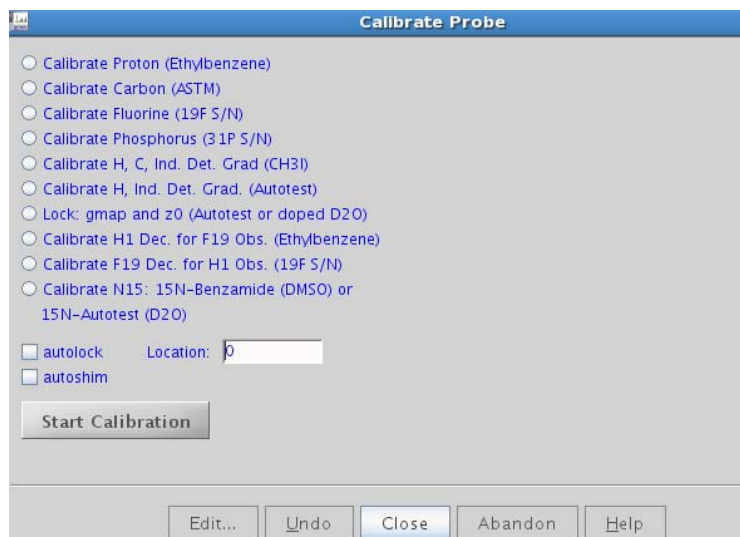 Calibrate Probe
Calibrate Proton (Ethylbenzene)
Calibrate Carbon (ASTM)
Calibrate Fluorine (19F S/N)
Calibrate Phosphorus (31P S/N)
Calibrate H, C, Ind. Det. Grad (CH3I)
Calibrate H, Ind. Det. Grad. (Autotest)
Lock: gmap and z0 (Autotest or doped D2O)
Calibrate H1 Dec. for F19 Obs. (Ethylbenzene)
Calibrate F19 Dec. for H1 Obs. (19F S/N)
Calibrate N15: 15N-Benzamide (DMSO) or
15N-Autotest (D2O)
autolock Location: 0
autoshim
Start Calibration
Edit... Undo Close Abandon Help